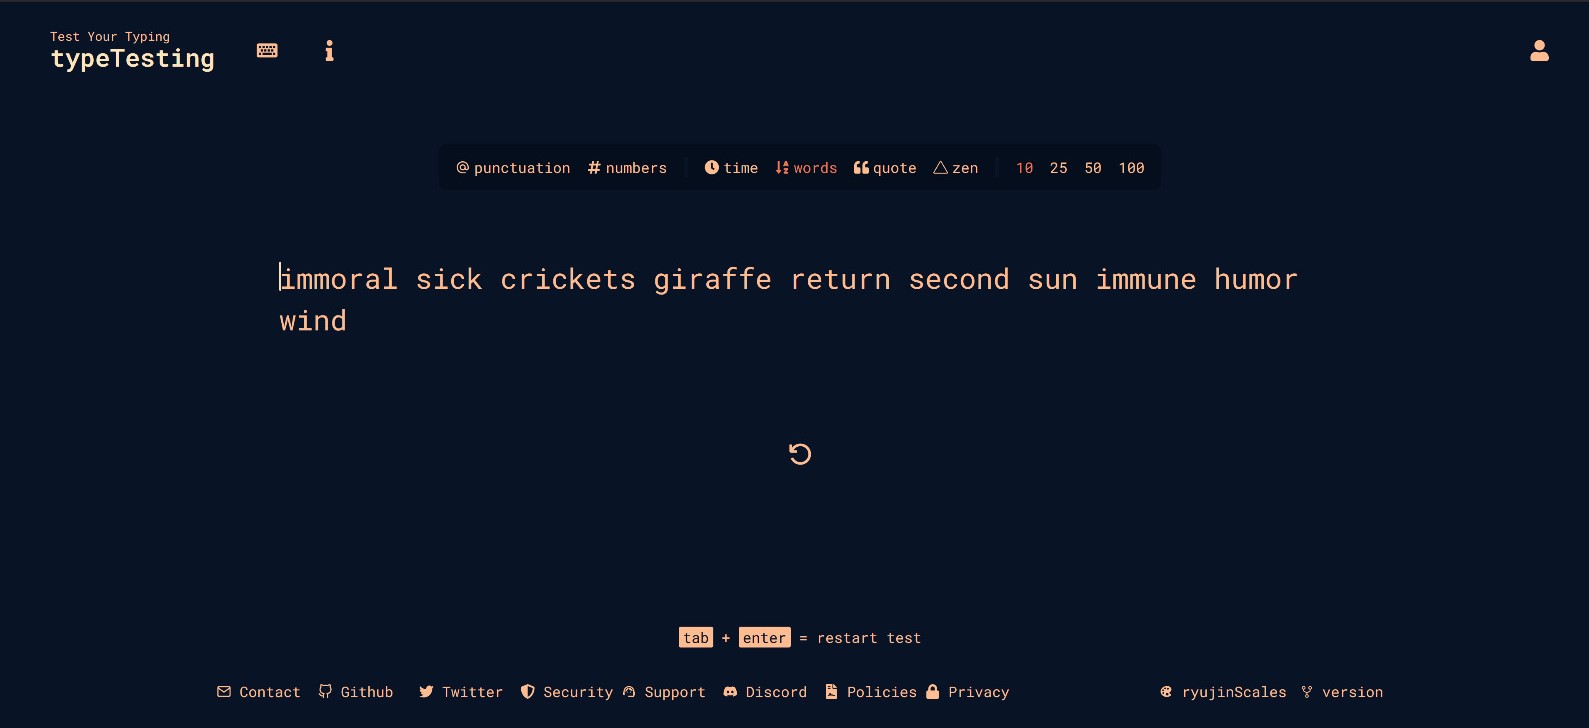 Test Your Typing
typeTesting
@ punctuation # numbers time words quote zen 10 25 50 100
immoral sick crickets giraffe return second sun immune humor
wind
tab + enter = restart test
Contact Github Twitter Security Support Discord Policies Privacy ryujinScales version